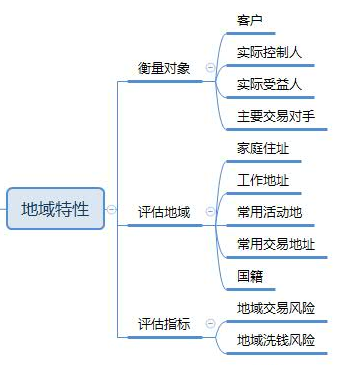 地域特性
衡量对象
客户
实际控制人
实际受益人
主要交易对手
评估地域
家庭住址
工作地址
常用活动地
常用交易地址
国籍
评估指标
地域交易风险
地域洗钱风险